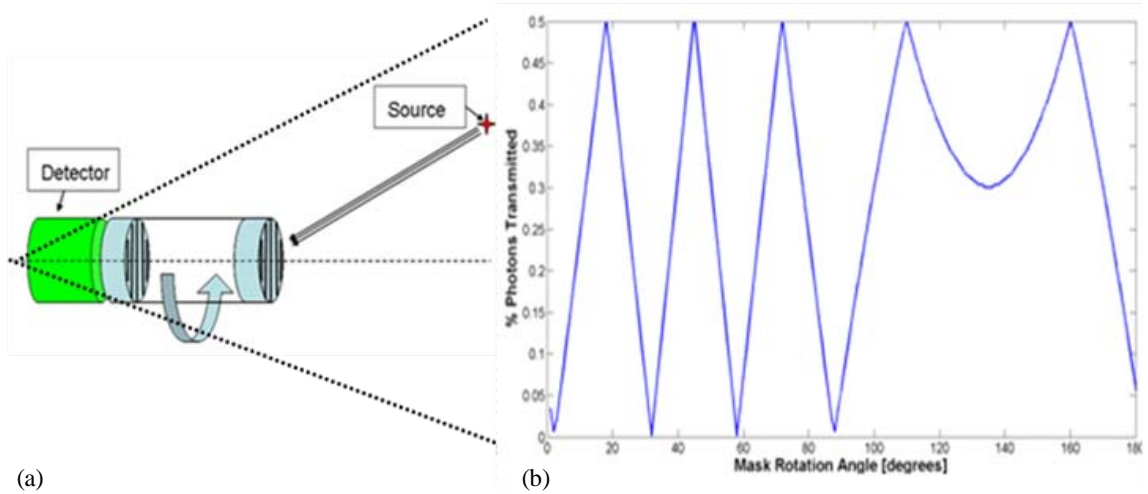 Source
Detector
(a)
0.5
0.45
0.4
0.35
0.3
0.25
0.2
0.15
0.1
0.05
0
% Photons Transmitted
0 20 40 60 80 100 120 140 160 180
Mask Rotation Angle [degrees]
(b)